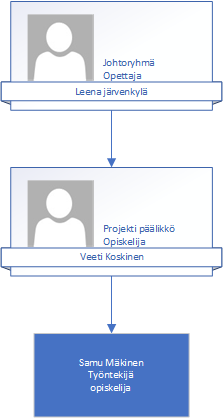 Johtoryhmä
Opettaja
Leena järvenkylä
Projekti päälikkö
Opiskelija
Veeti Koskinen
Samu Mäkinen
Työntekijä
opiskelija